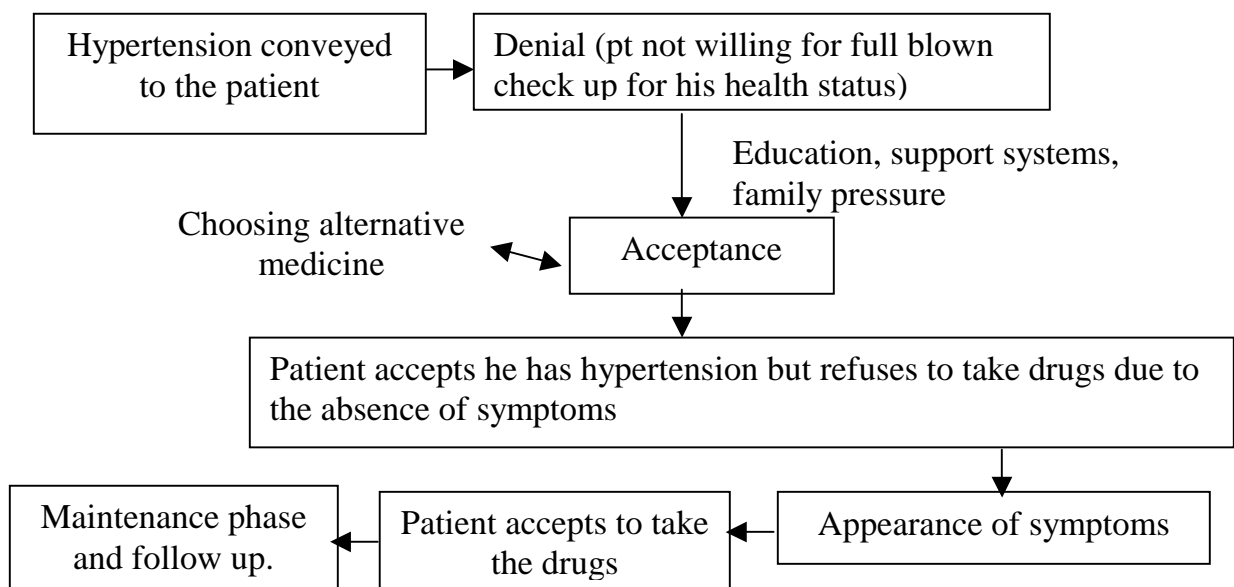 Hypertension conveyed
to the patient
Denial (pt not willing for full blown
check up for his health status)
Education, support systems,
family pressure
Choosing alternative
medicine
Acceptance
Patient accepts he has hypertension but refuses to take drugs due to
the absence of symptoms
Appearance of symptoms
Patient accepts to take
the drugs
Maintenance phase
and follow up.